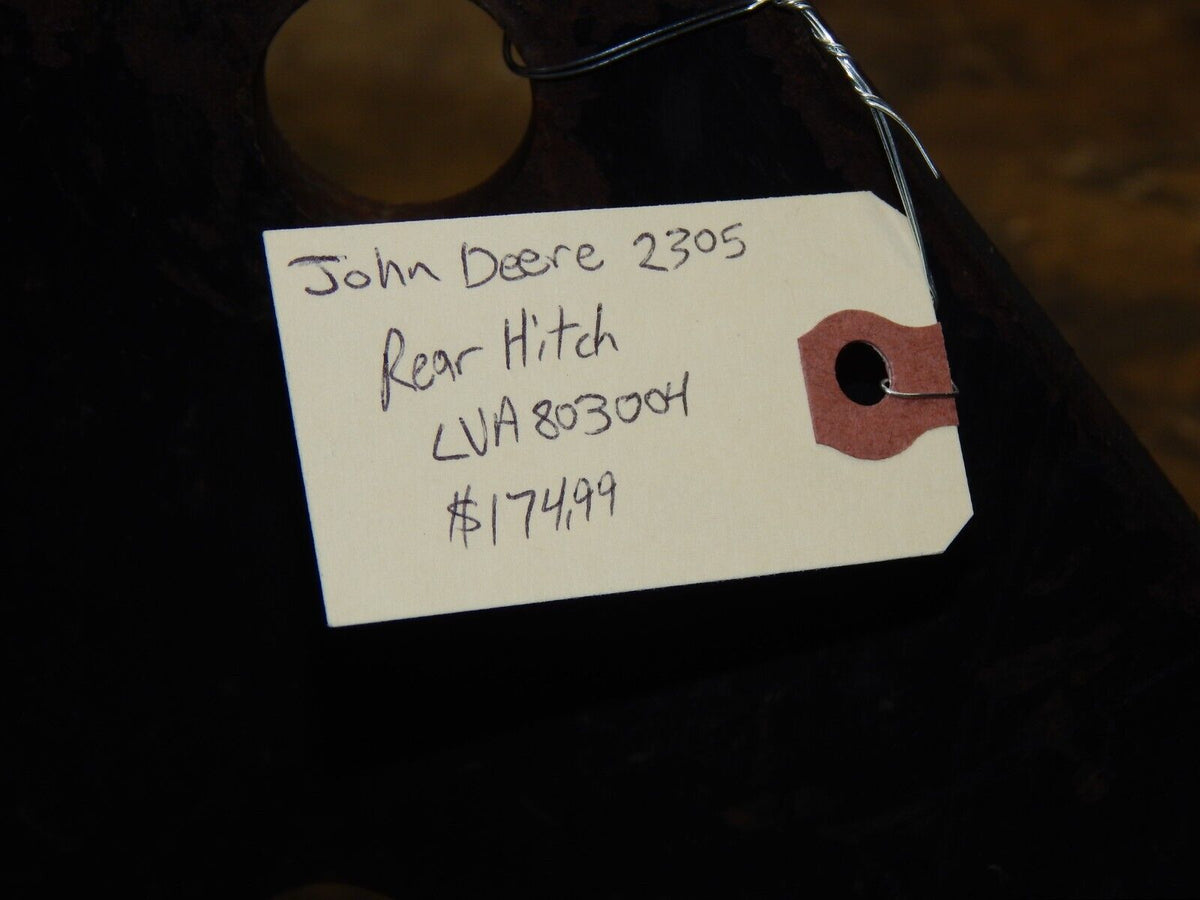 John Deere 2305
Rear Hitch
LVA803004
$174.99